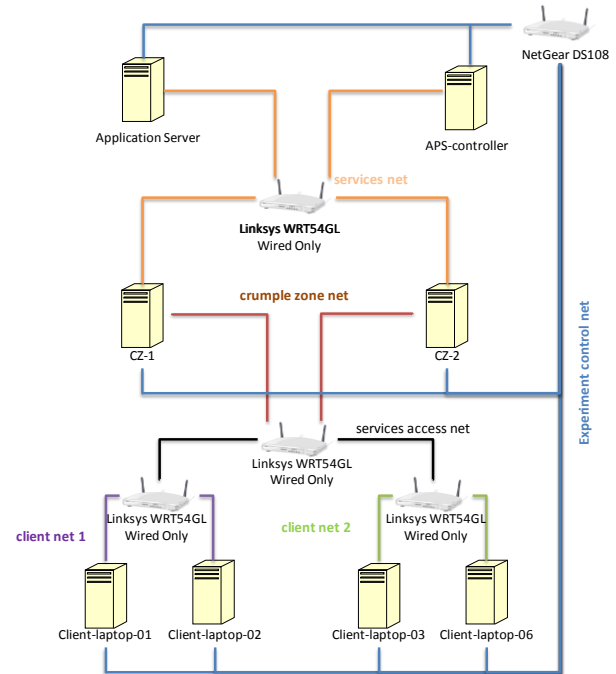 NetGear DS108
Application Server
APS-controller
services net
Linksys WRT54GL
Wired Only
crumple zone net
CZ-1
CZ-2
Experiment control net
services access net
Linksys WRT54GL
Wired Only
Linksys WRT54GL
Wired Only
Linksys WRT54GL
Wired Only
client net 1
client net 2
Client-laptop-01
Client-laptop-02
Client-laptop-03
Client-laptop-06